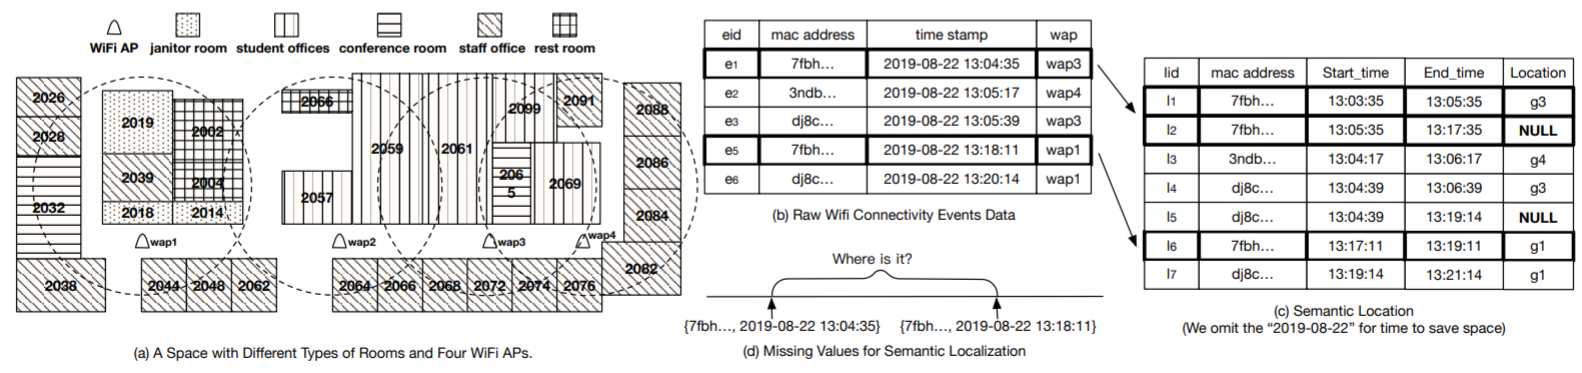 WiFi AP janitor room student offices conference room staff office rest room
2026
2028
2032
2038
2019
2002
2039
2004
2018
2014
wap1
2044
2048
2062
2066
2057
2059
2061
2099
2091
206
5
2069
wap2
wap3
wap4
2064
2066
2068
2072
2074
2076
2088
2086
2084
2082
(a) A Space with Different Types of Rooms and Four WiFi APs.
eid mac address time stamp wap
e1 7fbh... 2019-08-22 13:04:35 wap3
e2 3ndb... 2019-08-22 13:05:17 wap4
e3 dj8c... 2019-08-22 13:05:39 wap3
e5 7fbh... 2019-08-22 13:18:11 wap1
e6 dj8c... 2019-08-22 13:20:14 wap1
(b) Raw Wifi Connectivity Events Data
Where is it?
{7fbh..., 2019-08-22 13:04:35} {7fbh..., 2019-08-22 13:18:11}
(d) Missing Values for Semantic Localization
lid mac address Start_time End_time Location
l1 7fbh... 13:03:35 13:05:35 g3
l2 7fbh... 13:05:35 13:17:35 NULL
l3 3ndb... 13:04:17 13:06:17 g4
l4 dj8c... 13:04:39 13:06:39 g3
l5 dj8c... 13:04:39 13:19:14 NULL
l6 7fbh... 13:17:11 13:19:11 g1
l7 dj8c... 13:19:14 13:21:14 g1
(c) Semantic Location
(We omit the “2019-08-22” for time to save space)